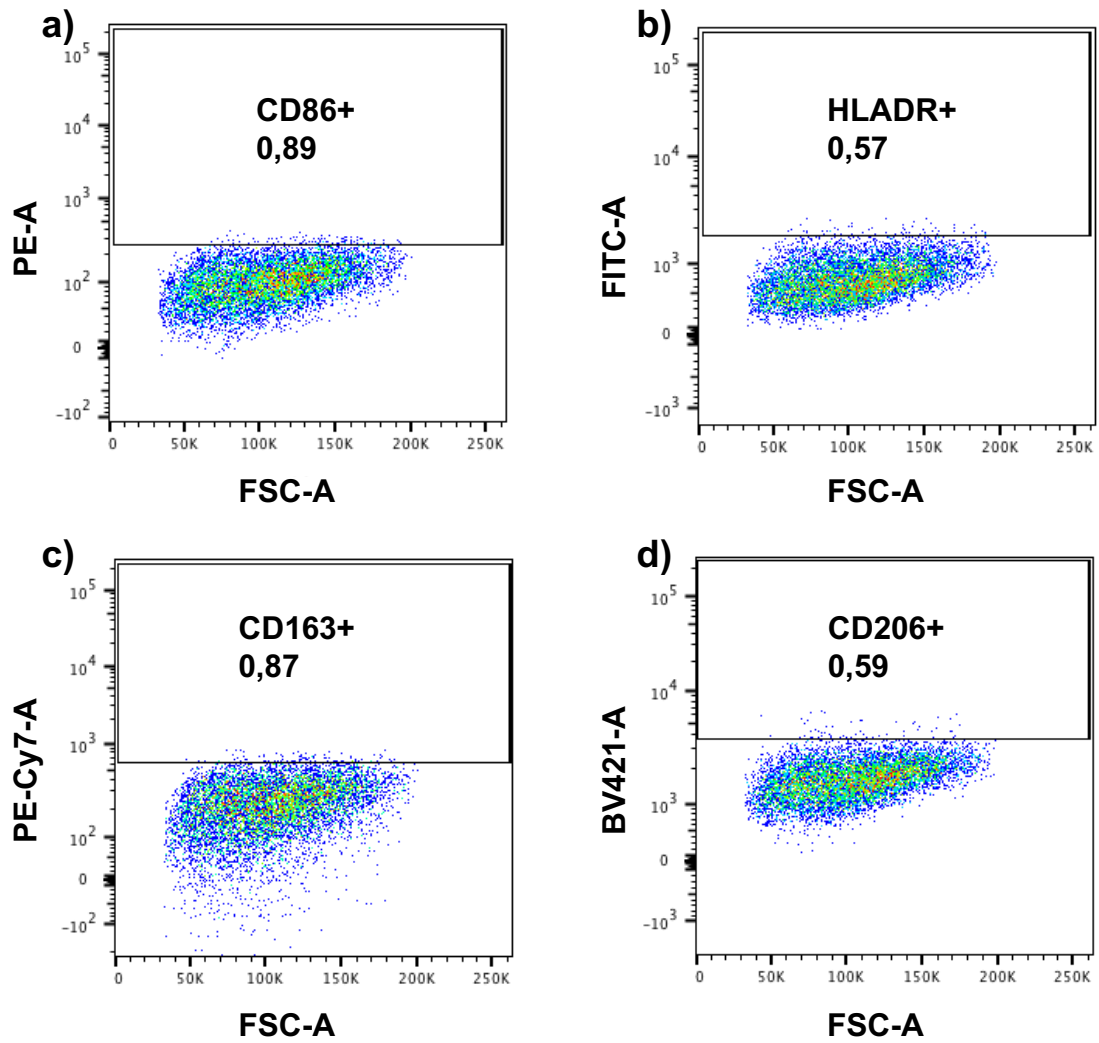 a)
CD86+
0,89
10^5
10^4
10^3
10^2
0
-10^2
PE-A
0 50K 100K 150K 200K 250K
FSC-A
b)
HLADR+
0,57
10^5
10^4
10^3
0
-10^3
FITC-A
0 50K 100K 150K 200K 250K
FSC-A
c)
CD163+
0,87
10^5
10^4
10^3
10^2
0
-10^2
PE-Cy7-A
0 50K 100K 150K 200K 250K
FSC-A
d)
CD206+
0,59
10^5
10^4
10^3
0
-10^3
BV421-A
0 50K 100K 150K 200K 250K
FSC-A